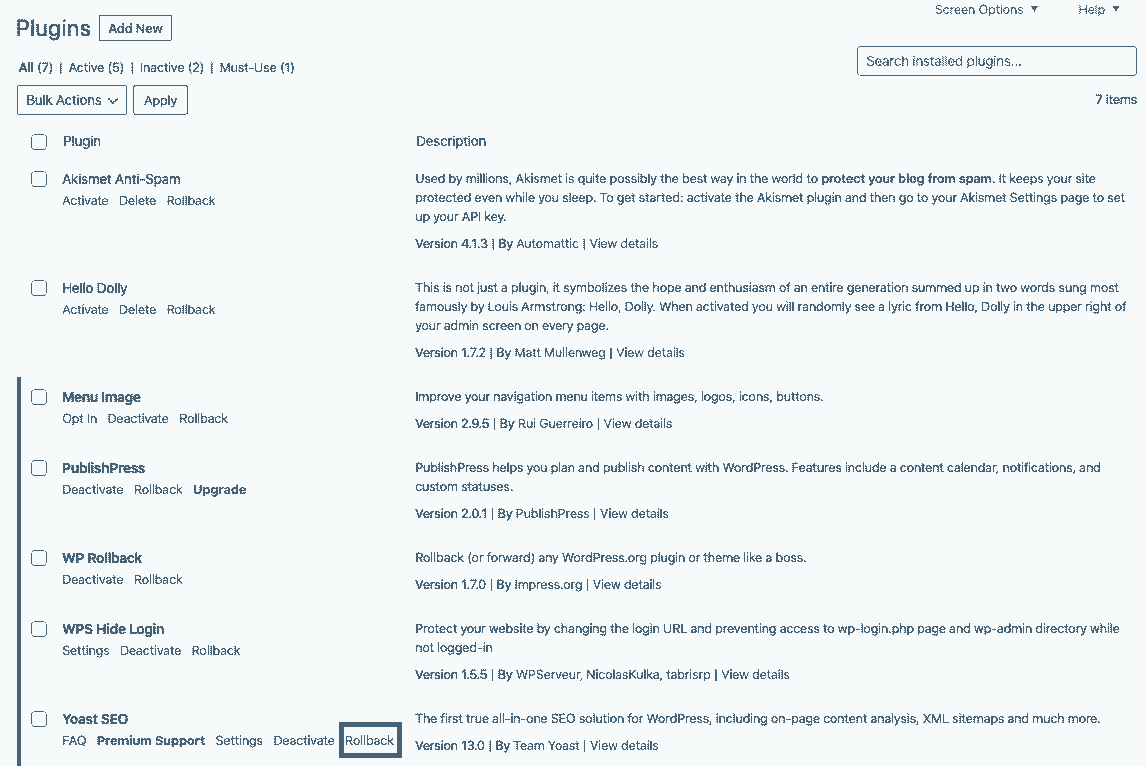 Screen Options ▼ Help ▼
Plugins Add New
All (7) | Active (5) | Inactive (2) | Must-Use (1)
Search installed plugins...
Bulk Actions Apply
7 items
Plugin Description
Akismet Anti-Spam
Activate Delete Rollback
Used by millions, Akismet is quite possibly the best way in the world to protect your blog from spam. It keeps your site
protected even while you sleep. To get started: activate the Akismet plugin and then go to your Akismet Settings page to set
up your API key.
Version 4.1.3 | By Automattic | View details
Hello Dolly
Activate Delete Rollback
This is not just a plugin, it symbolizes the hope and enthusiasm of an entire generation summed up in two words sung most
famously by Louis Armstrong: Hello, Dolly. When activated you will randomly see a lyric from Hello, Dolly in the upper right of
your admin screen on every page.
Version 1.7.2 | By Matt Mullenweg | View details
Menu Image
Opt In Deactivate Rollback
Improve your navigation menu items with images, logos, icons, buttons.
Version 2.9.5 | By Rui Guerreiro | View details
PublishPress
Deactivate Rollback Upgrade
PublishPress helps you plan and publish content with WordPress. Features include a content calendar, notifications, and
custom statuses.
Version 2.0.1 | By PublishPress | View details
WP Rollback
Deactivate Rollback
Rollback (or forward) any WordPress.org plugin or theme like a boss.
Version 1.7.0 | By Impress.org | View details
WPS Hide Login
Settings Deactivate Rollback
Protect your website by changing the login URL and preventing access to wp-login.php page and wp-admin directory while
not logged-in
Version 1.5.5 | By WPServeur, NicolasKulka, tabrisrp | View details
Yoast SEO
FAQ Premium Support Settings Deactivate Rollback
The first true all-in-one SEO solution for WordPress, including on-page content analysis, XML sitemaps and much more.
Version 13.0 | By Team Yoast | View details